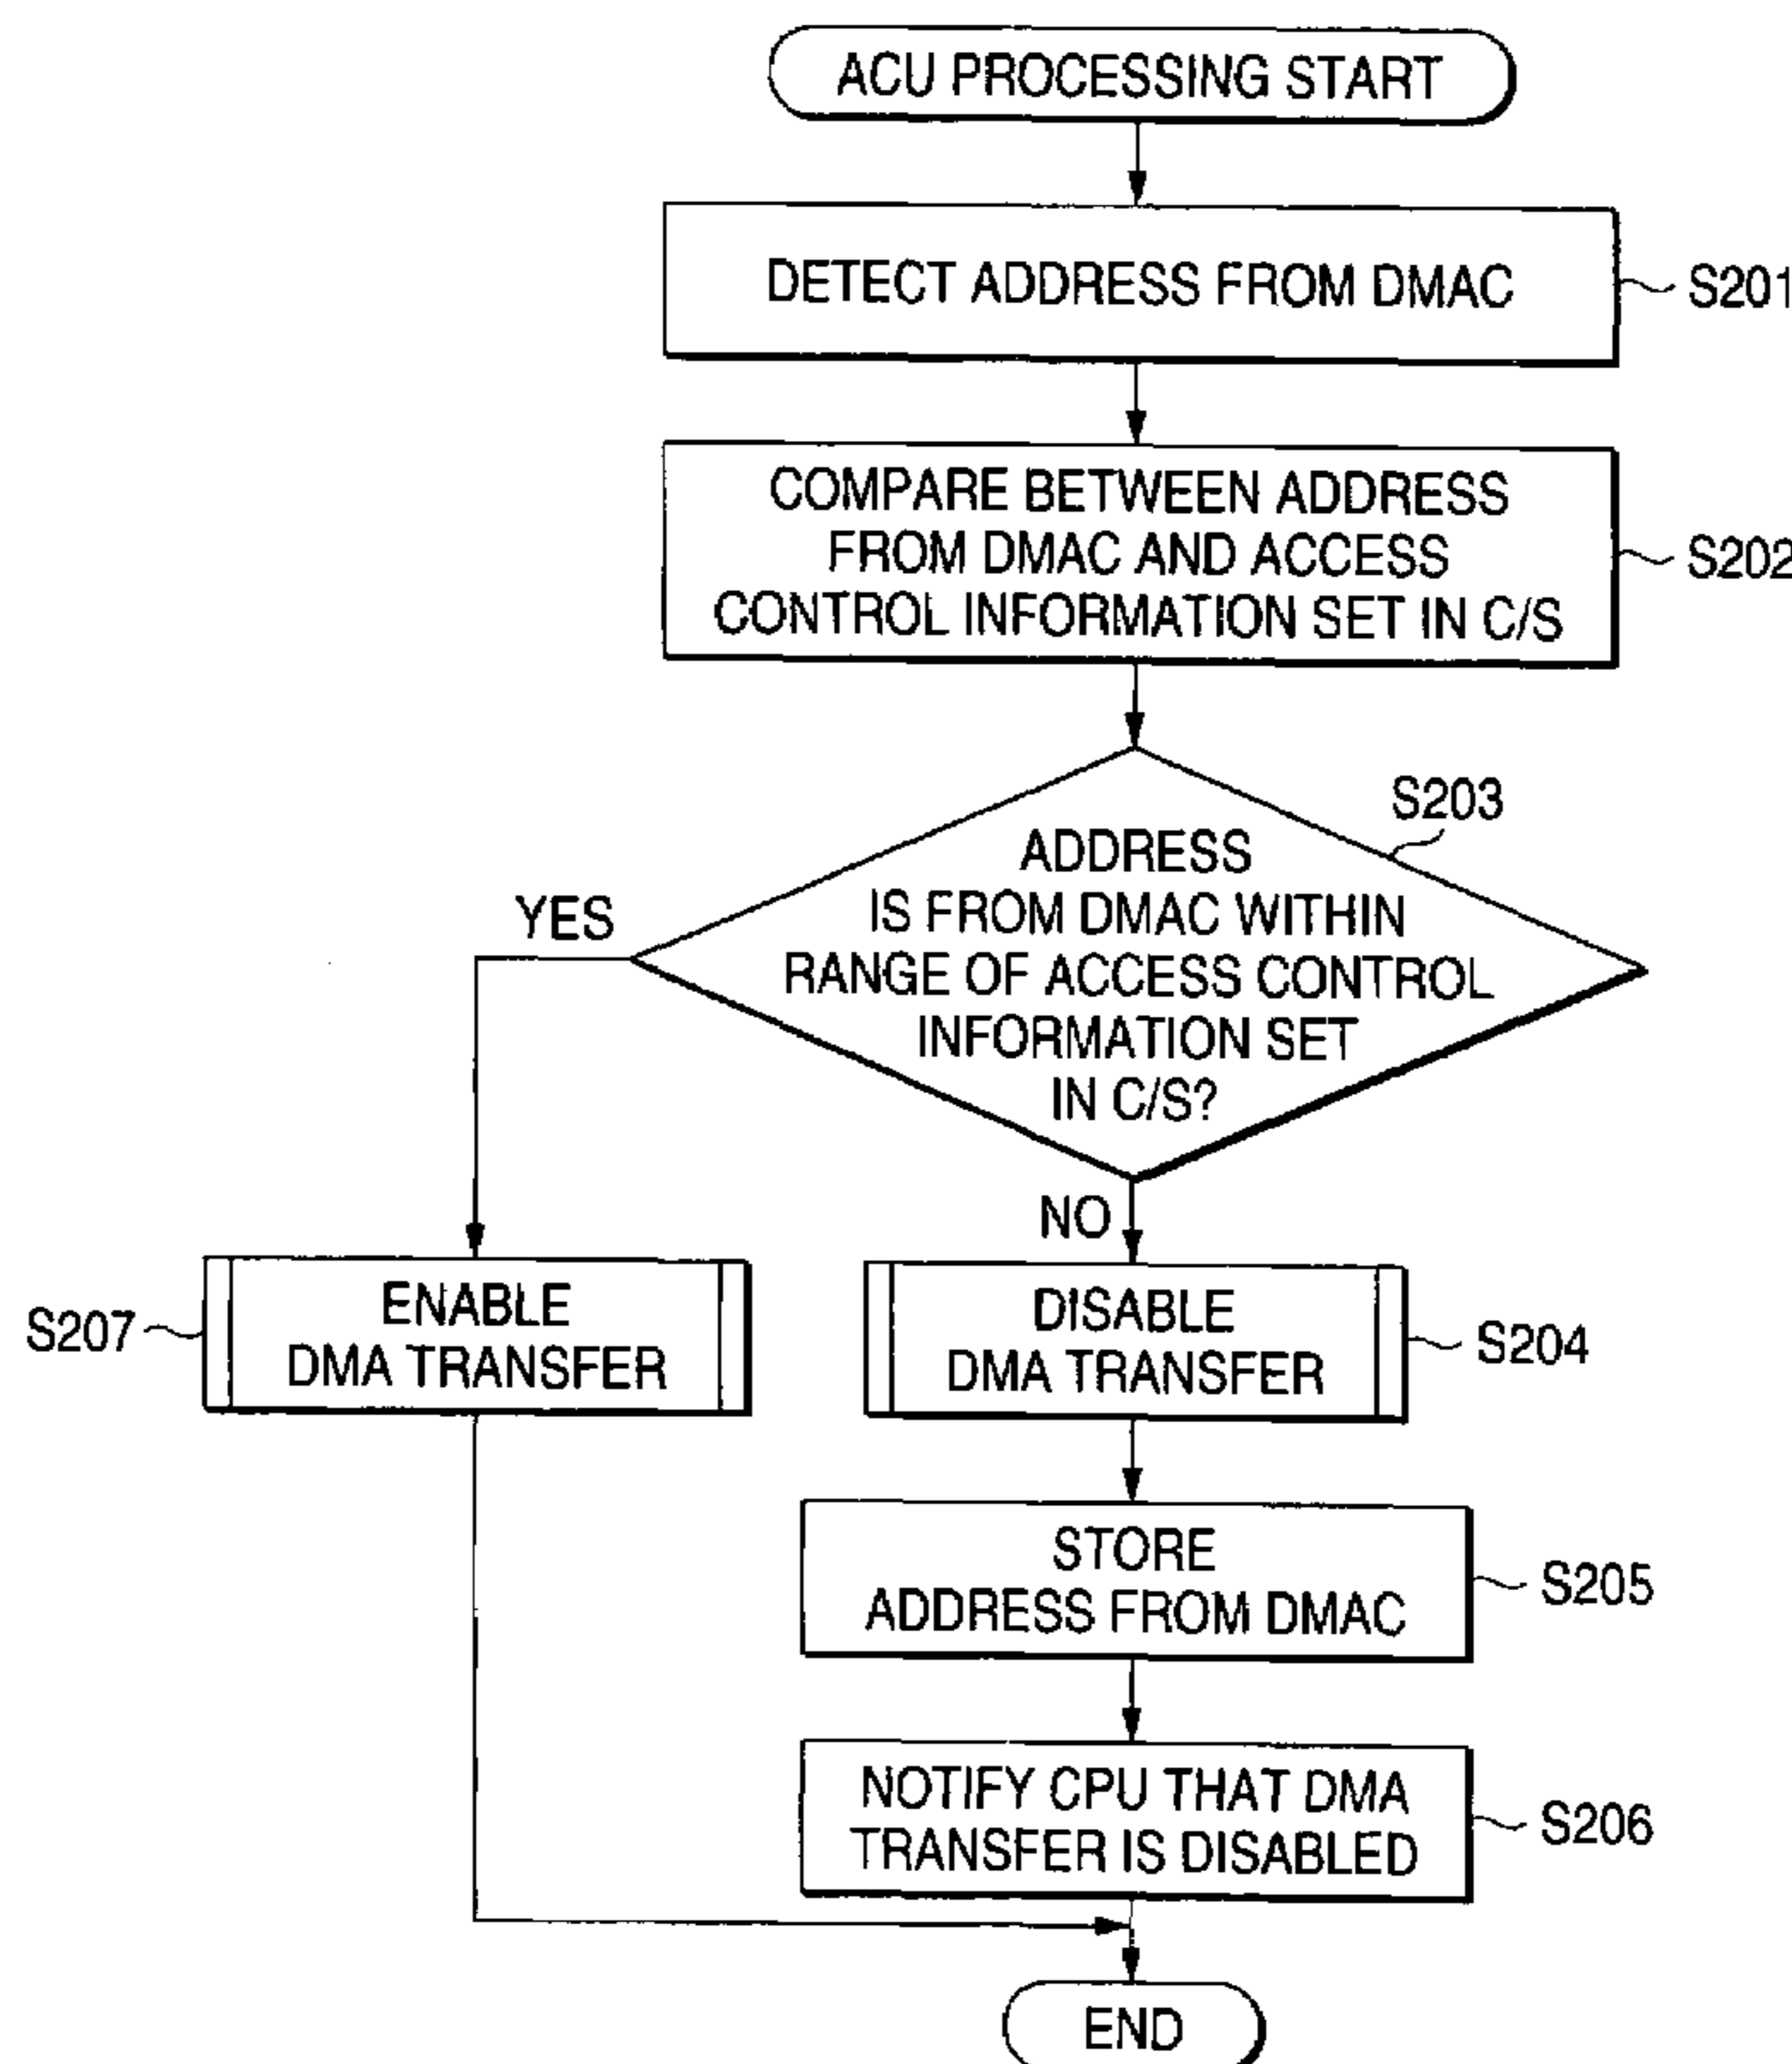 ACU PROCESSING START
DETECT ADDRESS FROM DMAC
S201
COMPARE BETWEEN ADDRESS
FROM DMAC AND ACCESS
CONTROL INFORMATION SET IN C/S
S202
S203
ADDRESS
IS FROM DMAC WITHIN
RANGE OF ACCESS CONTROL
INFORMATION SET
IN C/S?
YES
NO
S207
ENABLE
DMA TRANSFER
DISABLE
DMA TRANSFER
S204
STORE
ADDRESS FROM DMAC
S205
NOTIFY CPU THAT DMA
TRANSFER IS DISABLED
S206
END